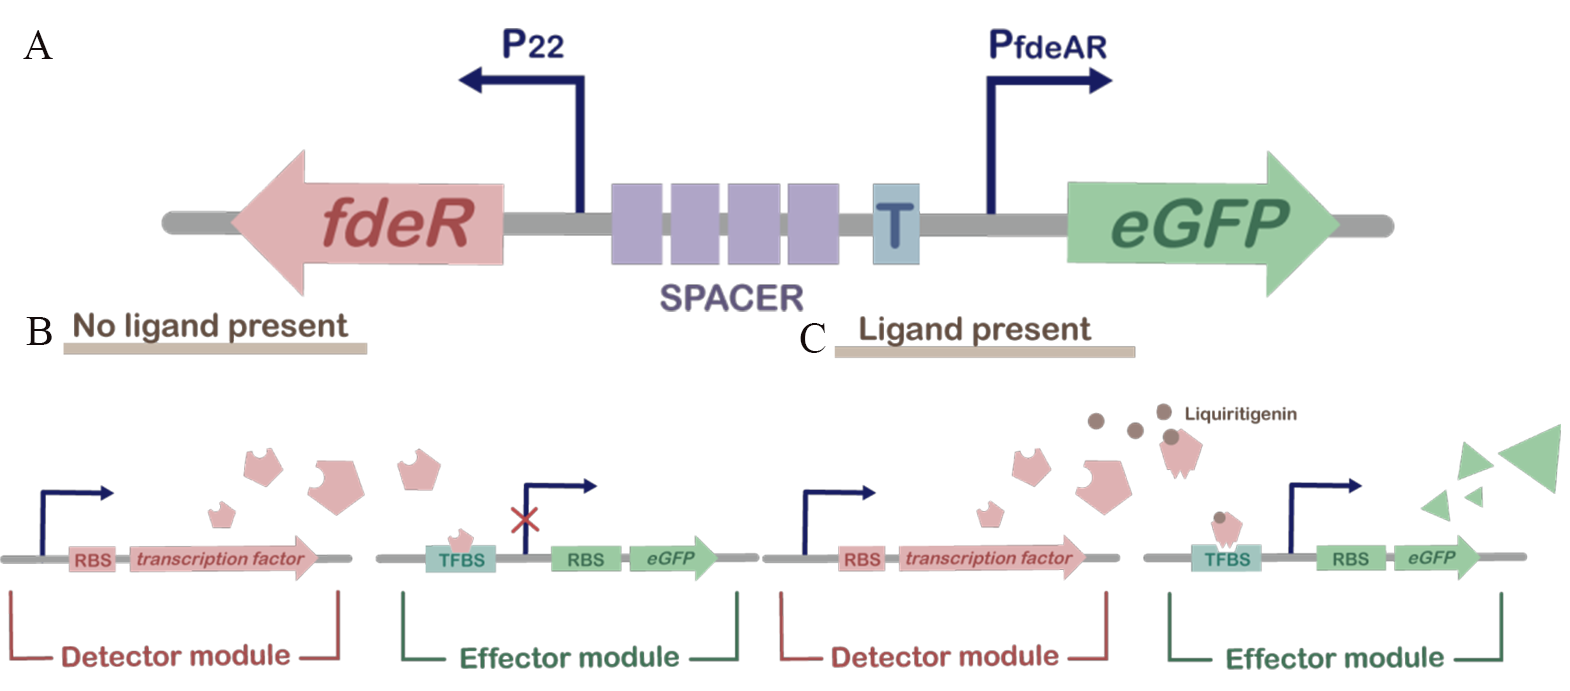 A
P22
PfdeAR
fdeR
T
eGFP
SPACER
B
No ligand present
C
Ligand present
Liquiritigenin
RBS
transcription factor
TFBS
RBS
eGFP
RBS
transcription factor
TFBS
RBS
eGFP
Detector module
Effector module
Detector module
Effector module